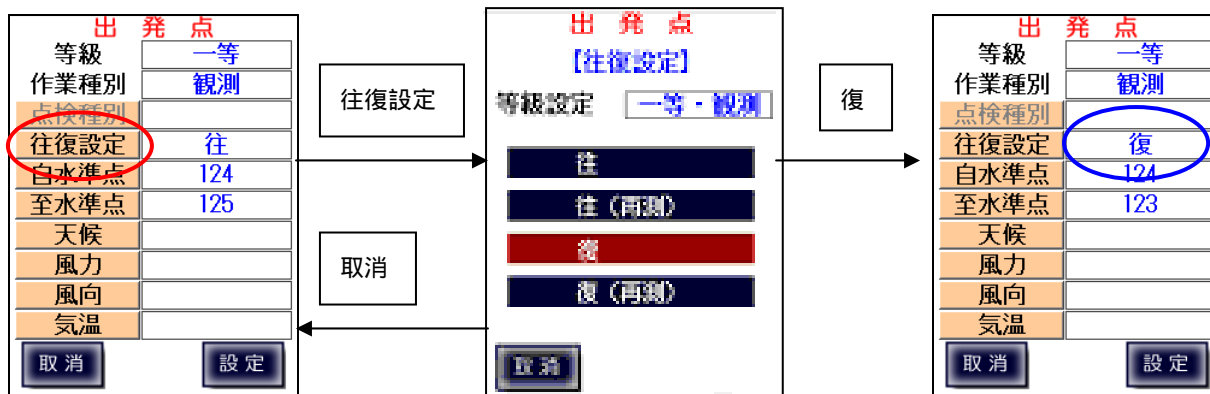 出 発 点
等級 一等
作業種別 観測
点検種別
往復設定 往
自水準点 124
至水準点 125
天候
風力
風向
気温
取 消 設 定
往復設定
取消
出 発 点
【往復設定】
等級設定 一等・観測
往
往（再測）
復
復（再測）
取 消
復
出 発 点
等級 一等
作業種別 観測
点検種別
往復設定 復
自水準点 124
至水準点 123
天候
風力
風向
気温
取 消 設 定